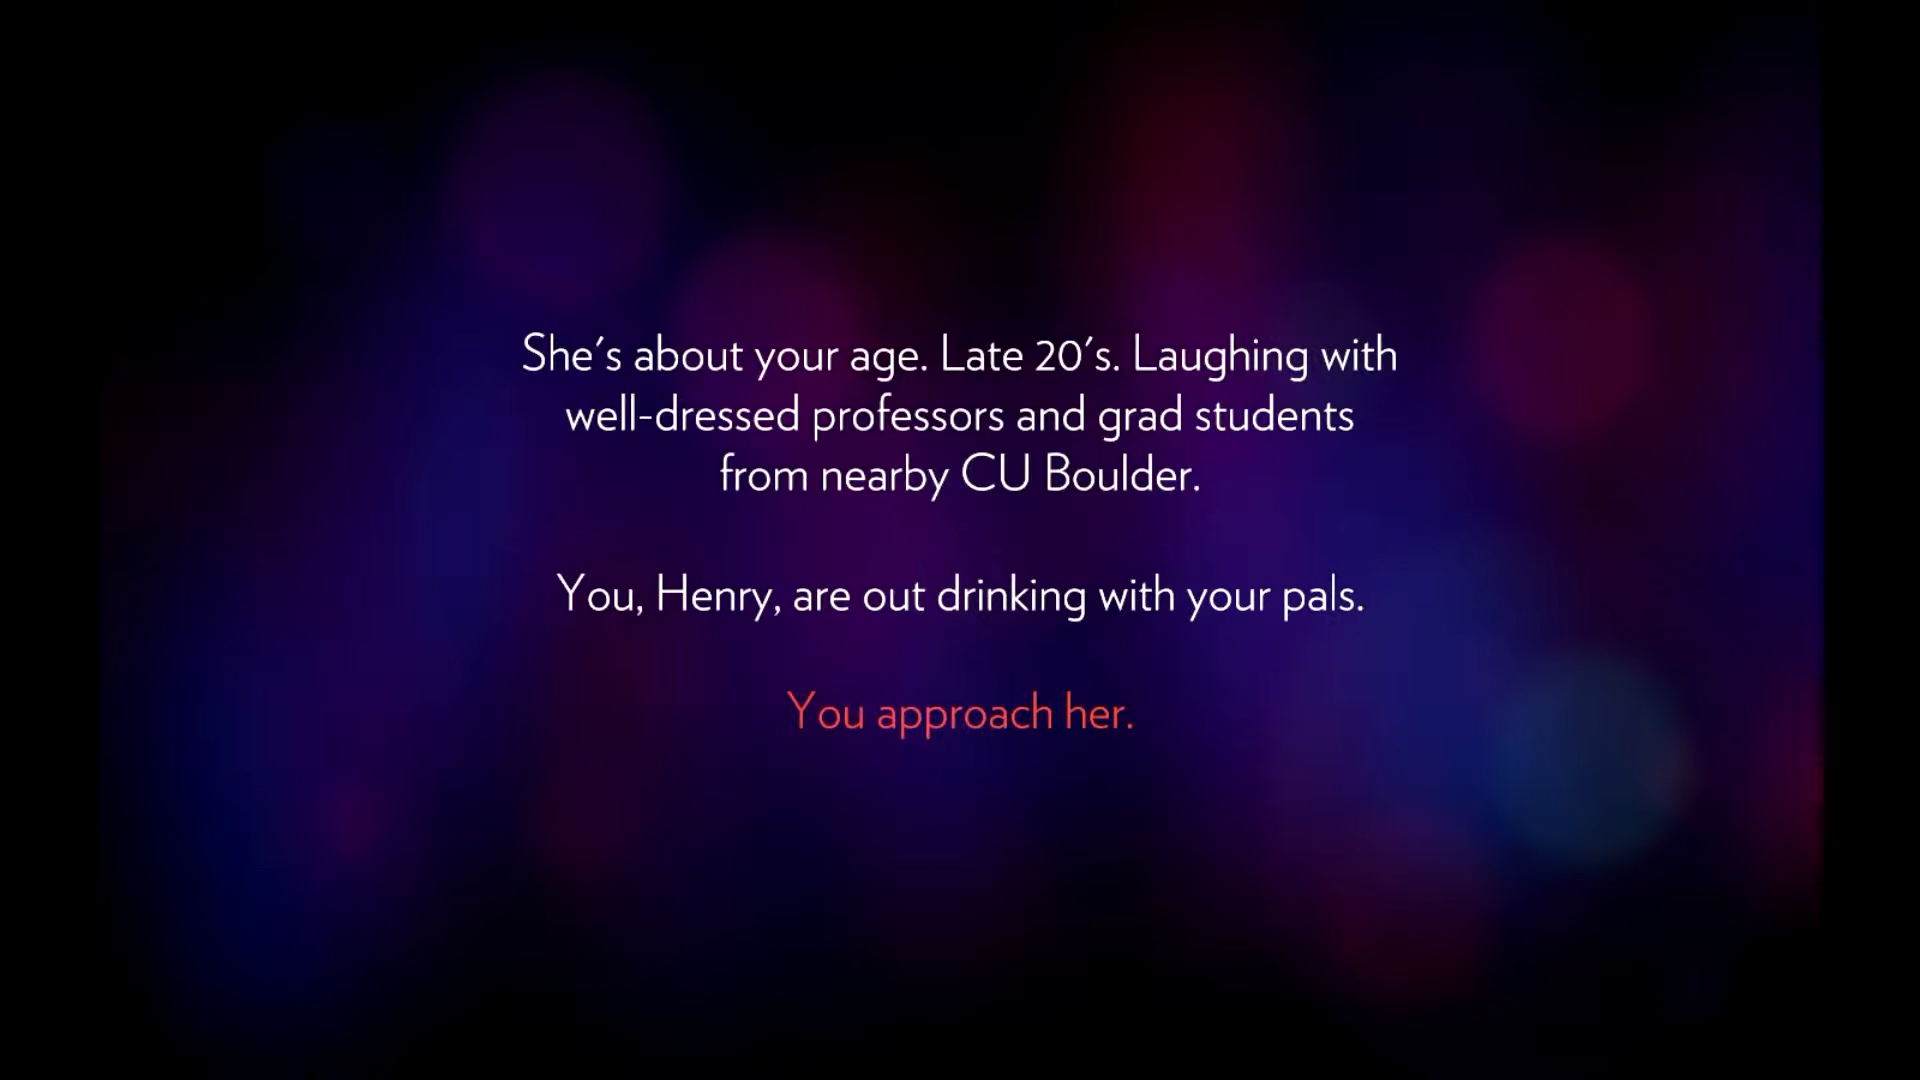 She's about your age. Late 20's. Laughing with
well-dressed professors and grad students
from nearby CU Boulder.
You, Henry, are out drinking with your pals.
You approach her.